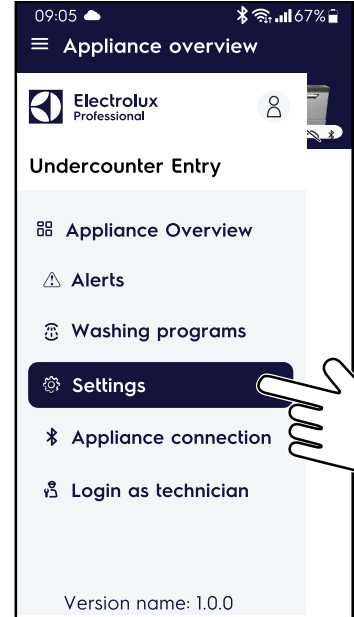 09:05 67%
Appliance overview
Electrolux
Professional
Undercounter Entry
Appliance Overview
Alerts
Washing programs
Settings
Appliance connection
Login as technician
Version name: 1.0.0